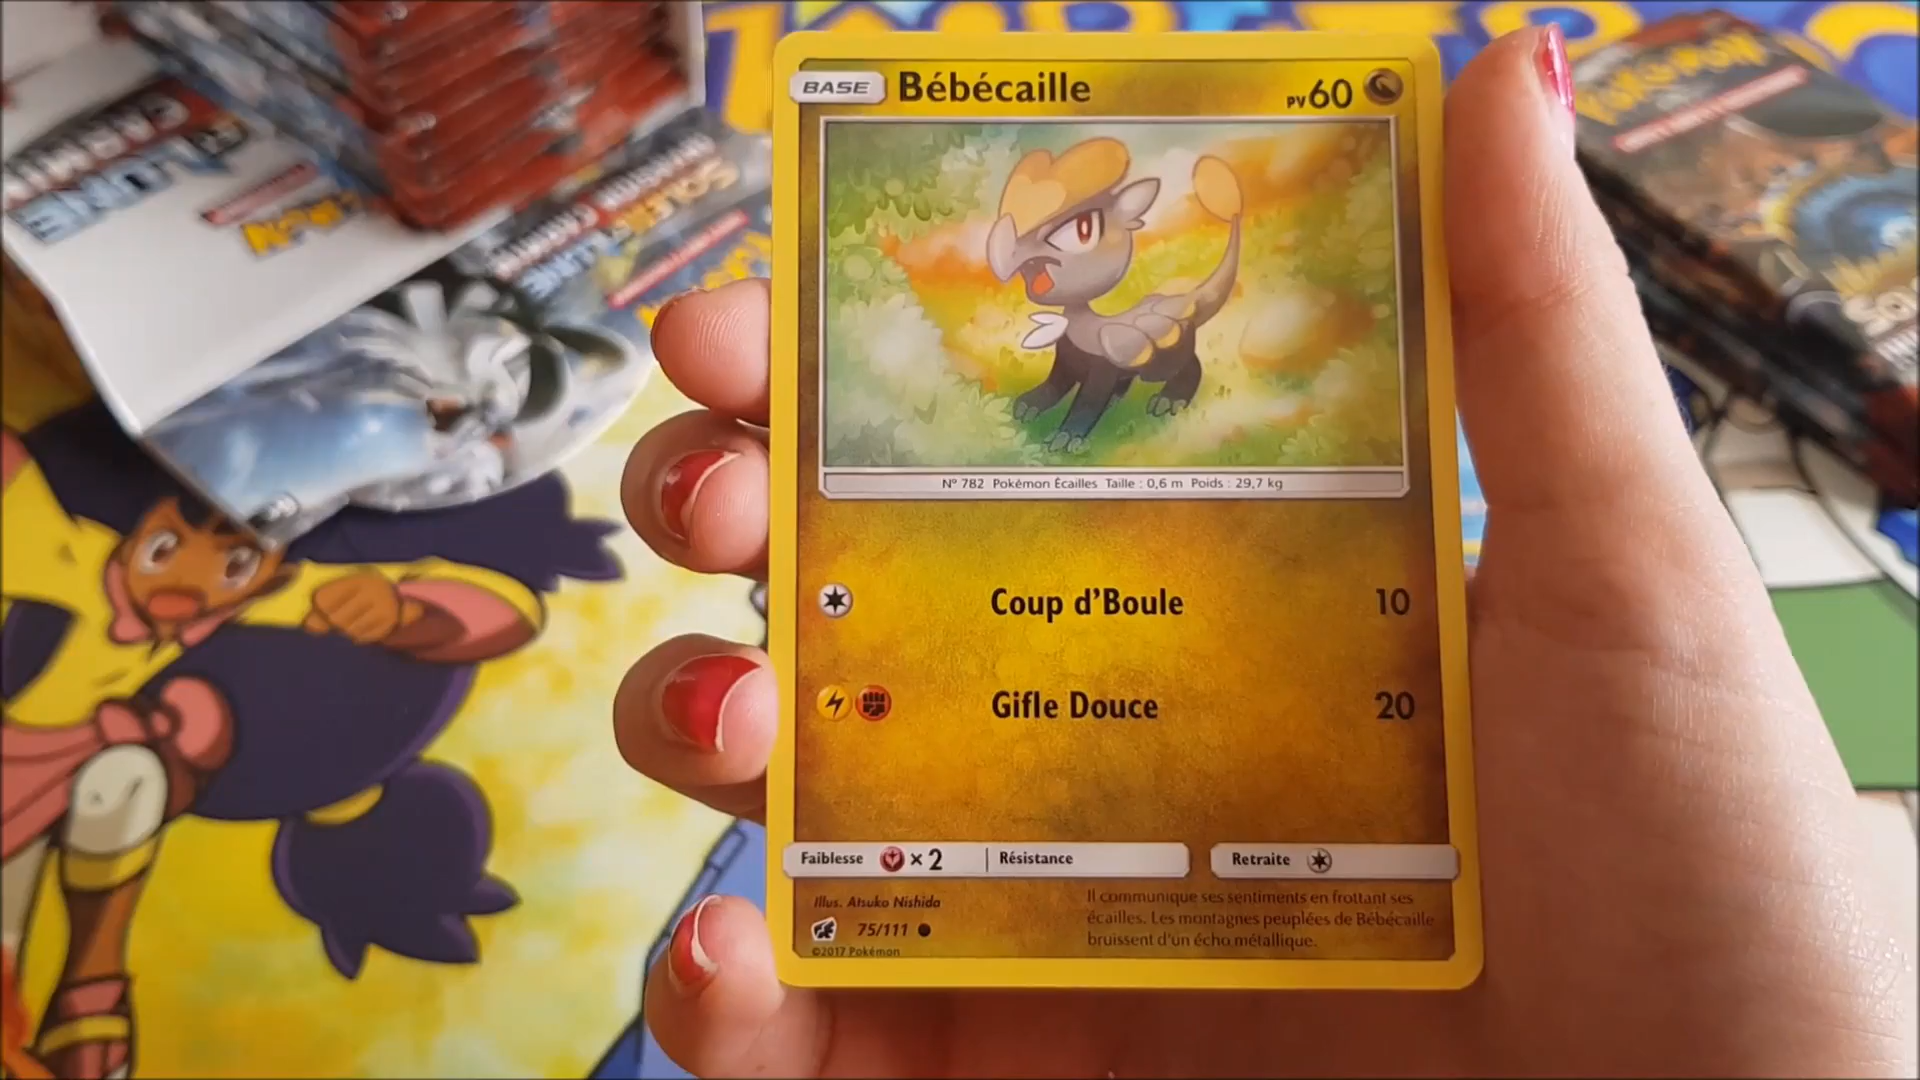 BASE Bébécaille PV60
N° 782 Pokémon Écailles Taille : 0,6 m Poids : 29,7 kg
Coup d'Boule 10
Gifle Douce 20
Faiblesse ×2 Résistance Retraite
Illus. Atsuko Nishida
75/111
©2017 Pokémon
Il communique ses sentiments en frottant ses
écailles. Les montagnes peuplées de Bébécaille
bruissent d'un écho métallique.
SOLEIL
LUNE